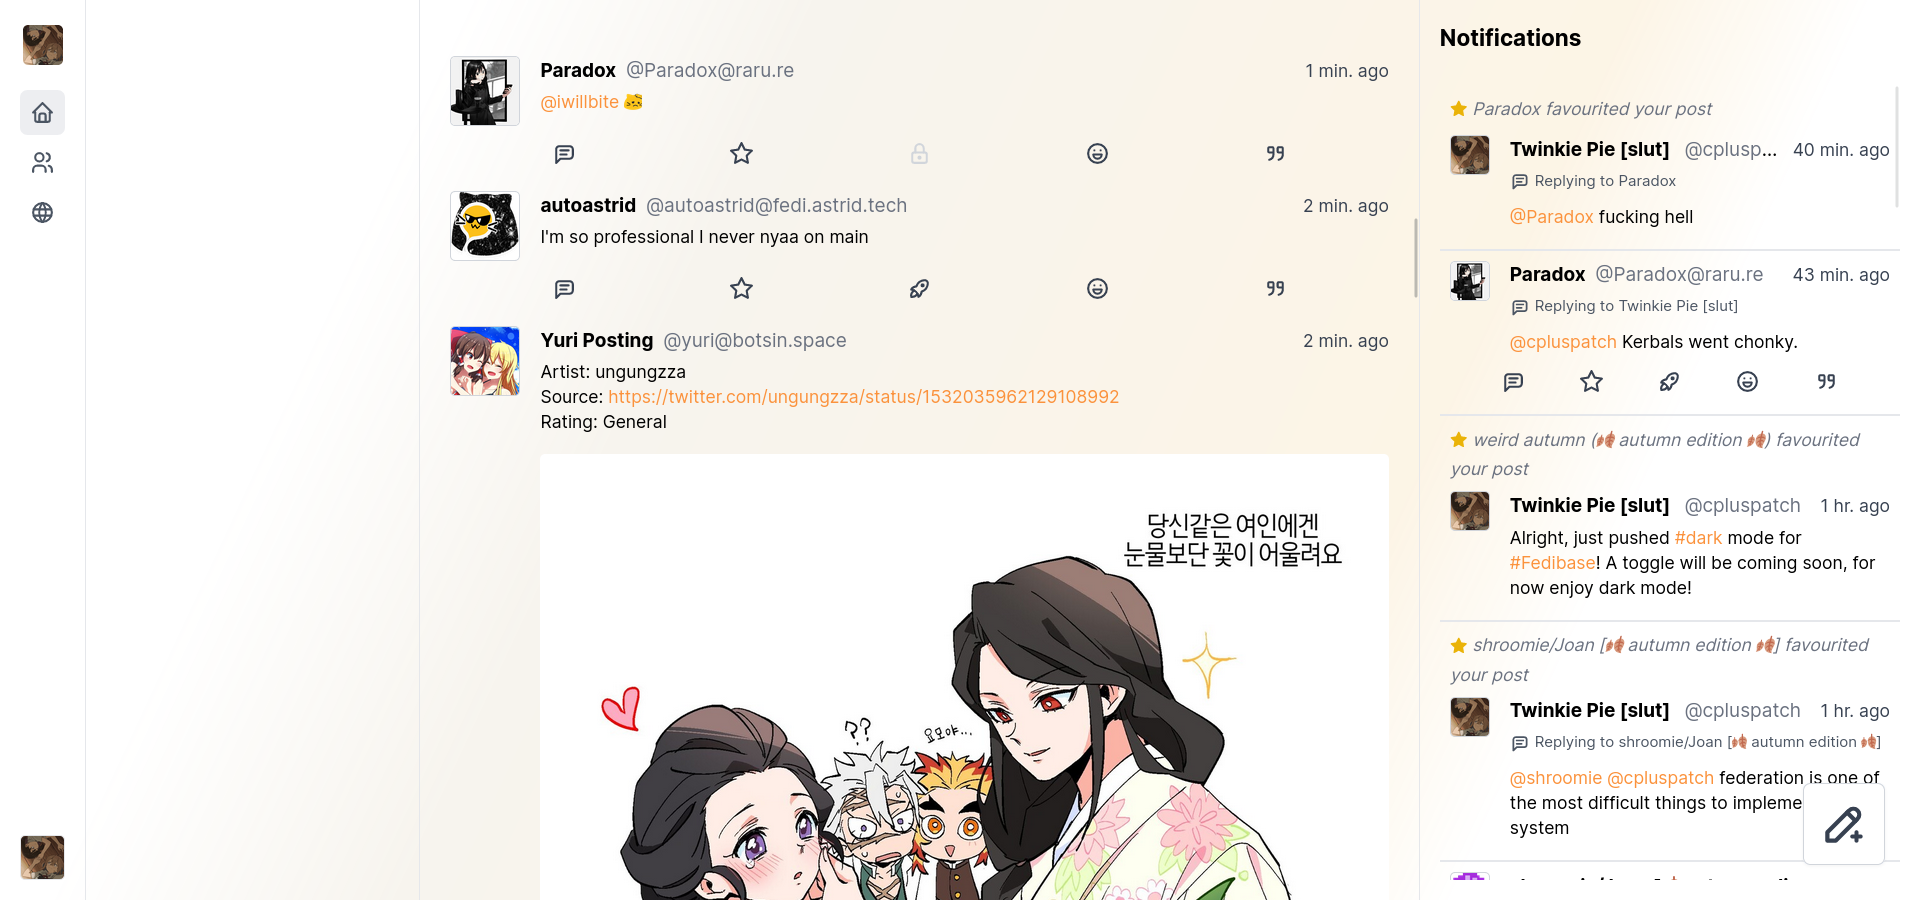 Paradox @Paradox@raru.re 1 min. ago
@iwillbite
autoastrid @autoastrid@fedi.astrid.tech 2 min. ago
I'm so professional I never nyaa on main
Yuri Posting @yuri@botsin.space 2 min. ago
Artist: ungungzza
Source: https://twitter.com/ungungzza/status/1532035962129108992
Rating: General
당신같은 여인에겐
눈물보단 꽃이 어울려요
??
요모야...
Notifications
Paradox favourited your post
Twinkie Pie [slut] @cplusp... 40 min. ago
Replying to Paradox
@Paradox fucking hell
Paradox @Paradox@raru.re 43 min. ago
Replying to Twinkie Pie [slut]
@cpluspatch Kerbals went chonky.
weird autumn (🍂 autumn edition 🍂) favourited
your post
Twinkie Pie [slut] @cpluspatch 1 hr. ago
Alright, just pushed #dark mode for
#Fedibase! A toggle will be coming soon, for
now enjoy dark mode!
shroomie/Joan [🍂 autumn edition 🍂] favourited
your post
Twinkie Pie [slut] @cpluspatch 1 hr. ago
Replying to shroomie/Joan [🍂 autumn edition 🍂]
@shroomie @cpluspatch federation is one of
the most difficult things to impleme
system